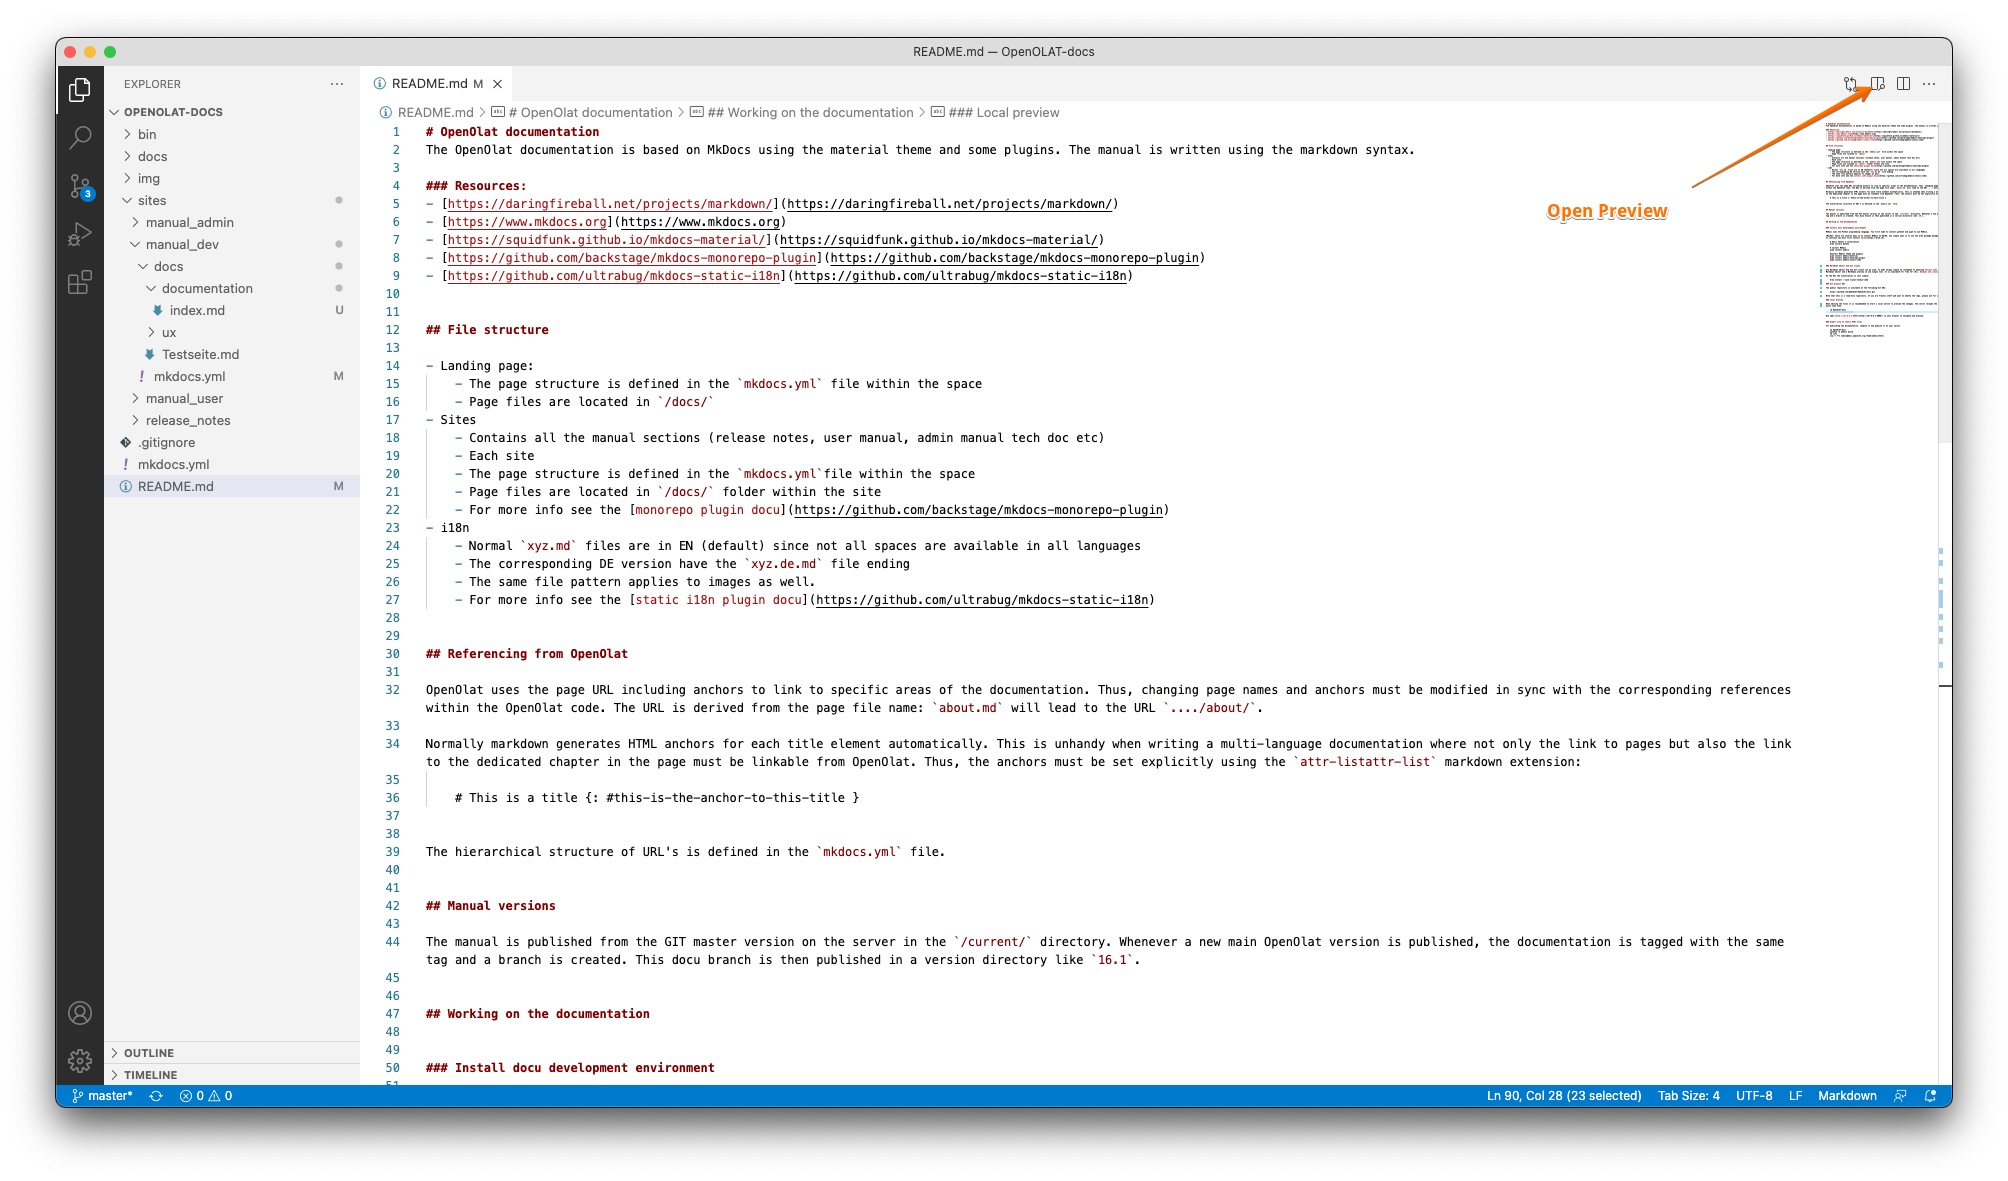 README.md — OpenOLAT-docs
EXPLORER
README.md M
OPENOLAT-DOCS
README.md # OpenOlat documentation ## Working on the documentation ### Local preview
bin
docs
img
sites
manual_admin
manual_dev
docs
documentation
index.md U
ux
Testseite.md
mkdocs.yml M
manual_user
release_notes
.gitignore
mkdocs.yml
README.md M
OUTLINE
TIMELINE
3
Open Preview
1 # OpenOlat documentation
2 The OpenOlat documentation is based on MkDocs using the material theme and some plugins. The manual is written using the markdown syntax.
3
4 ### Resources:
5 - [https://daringfireball.net/projects/markdown/](https://daringfireball.net/projects/markdown/)
6 - [https://www.mkdocs.org](https://www.mkdocs.org)
7 - [https://squidfunk.github.io/mkdocs-material/](https://squidfunk.github.io/mkdocs-material/)
8 - [https://github.com/backstage/mkdocs-monorepo-plugin](https://github.com/backstage/mkdocs-monorepo-plugin)
9 - [https://github.com/ultrabug/mkdocs-static-i18n](https://github.com/ultrabug/mkdocs-static-i18n)
10
11
12 ## File structure
13
14 - Landing page:
15 - The page structure is defined in the `mkdocs.yml` file within the space
16 - Page files are located in `/docs/`
17 - Sites
18 - Contains all the manual sections (release notes, user manual, admin manual tech doc etc)
19 - Each site
20 - The page structure is defined in the `mkdocs.yml`file within the space
21 - Page files are located in `/docs/` folder within the site
22 - For more info see the [monorepo plugin docu](https://github.com/backstage/mkdocs-monorepo-plugin)
23 - i18n
24 - Normal `xyz.md` files are in EN (default) since not all spaces are available in all languages
25 - The corresponding DE version have the `xyz.de.md` file ending
26 - The same file pattern applies to images as well.
27 - For more info see the [static i18n plugin docu](https://github.com/ultrabug/mkdocs-static-i18n)
28
29
30 ## Referencing from OpenOlat
31
32 OpenOlat uses the page URL including anchors to link to specific areas of the documentation. Thus, changing page names and anchors must be modified in sync with the corresponding references
within the OpenOlat code. The URL is derived from the page file name: `about.md` will lead to the URL `..../about/`.
33
34 Normally markdown generates HTML anchors for each title element automatically. This is unhandy when writing a multi-language documentation where not only the link to pages but also the link
to the dedicated chapter in the page must be linkable from OpenOlat. Thus, the anchors must be set explicitly using the `attr-listattr-list` markdown extension:
35
36 # This is a title {: #this-is-the-anchor-to-this-title }
37
38
39 The hierarchical structure of URL's is defined in the `mkdocs.yml` file.
40
41
42 ## Manual versions
43
44 The manual is published from the GIT master version on the server in the `/current/` directory. Whenever a new main OpenOlat version is published, the documentation is tagged with the same
tag and a branch is created. This docu branch is then published in a version directory like `16.1`.
45
46
47 ## Working on the documentation
48
49
50 ### Install docu development environment
51
master* 0 0 Ln 90, Col 28 (23 selected) Tab Size: 4 UTF-8 LF Markdown